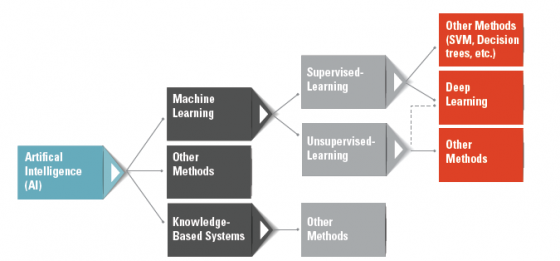 Artifical
Intelligence
(AI)
Machine
Learning
Other
Methods
Knowledge-
Based Systems
Supervised-
Learning
Unsupervised-
Learning
Other
Methods
Other Methods
(SVM, Decision
trees, etc.)
Deep
Learning
Other
Methods